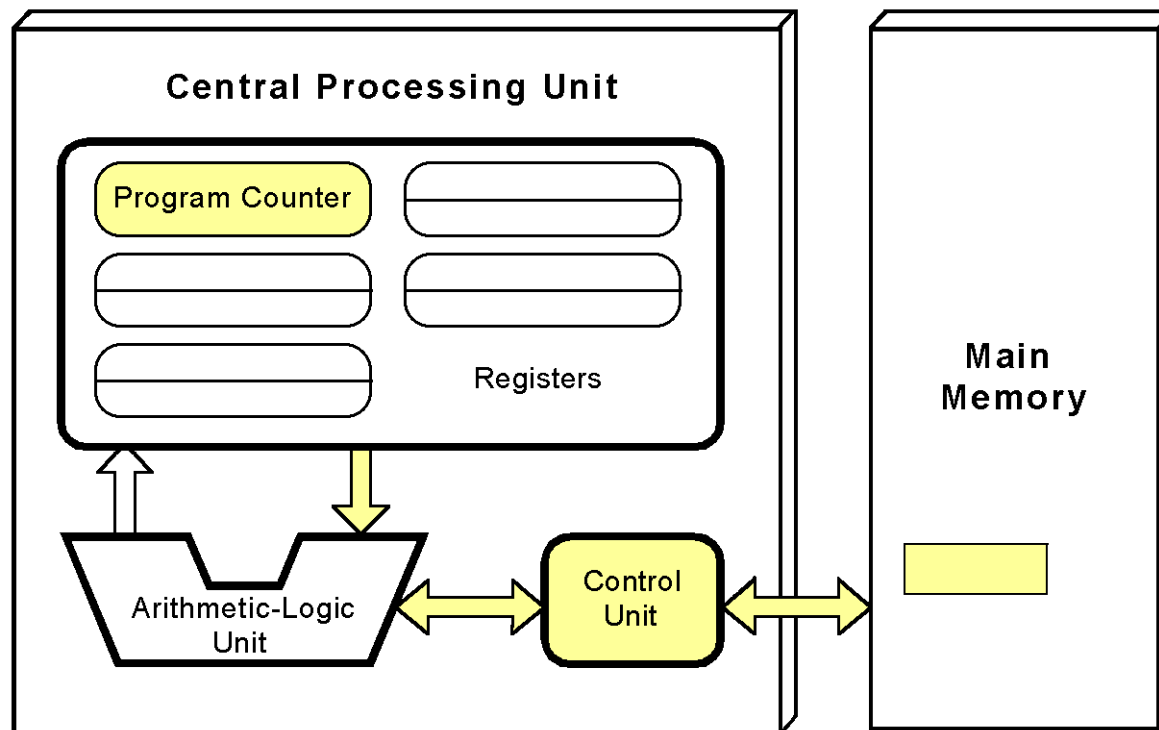 Central Processing Unit
Program Counter
Registers
Main
Memory
Arithmetic-Logic
Unit
Control
Unit